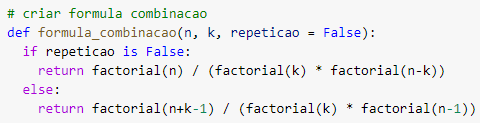 # criar formula combinacao
def formula_combinacao(n, k, repeticao = False):
  if repeticao is False:
    return factorial(n) / (factorial(k) * factorial(n-k))
  else:
    return factorial(n+k-1) / (factorial(k) * factorial(n-1))